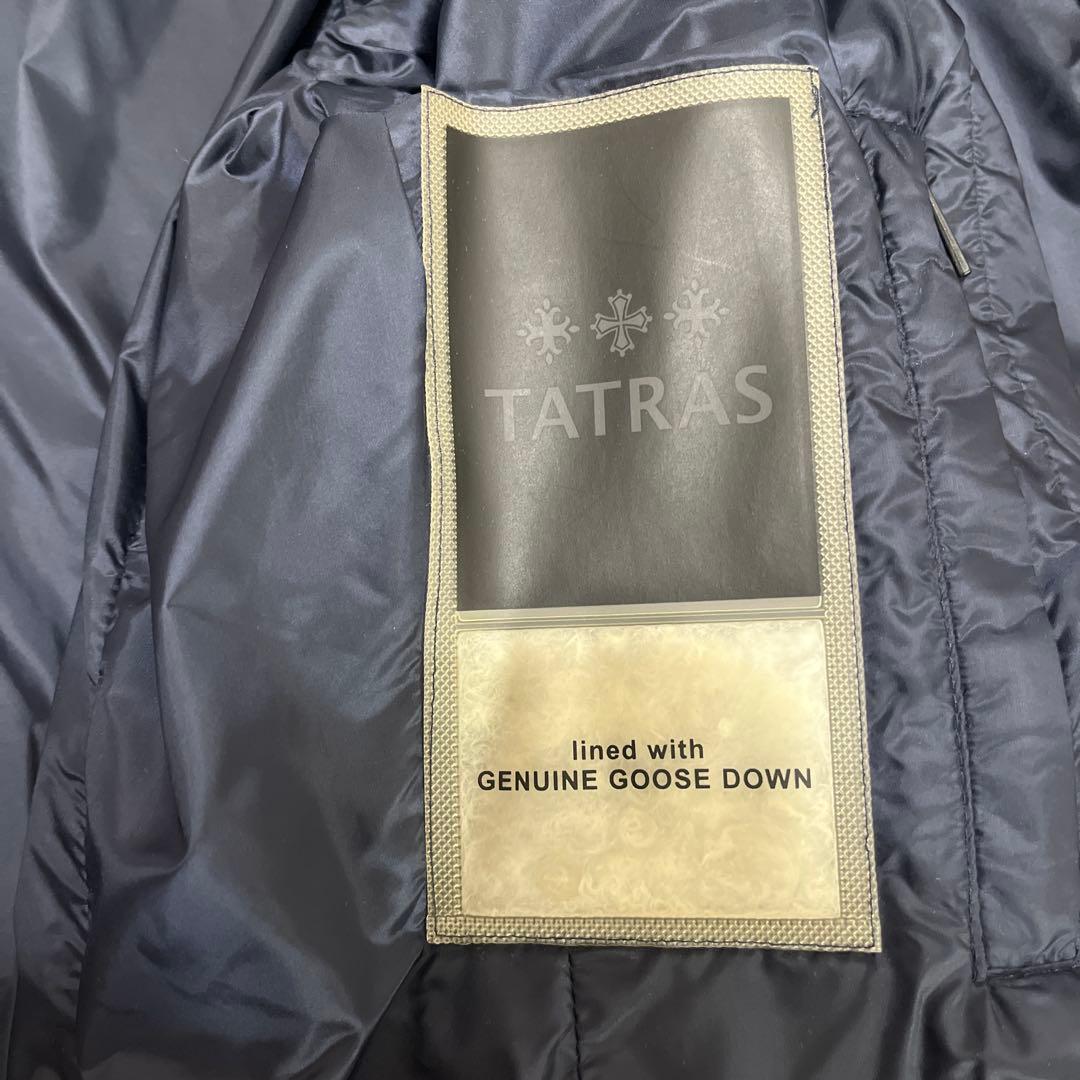 TATRAS
lined with
GENUINE GOOSE DOWN